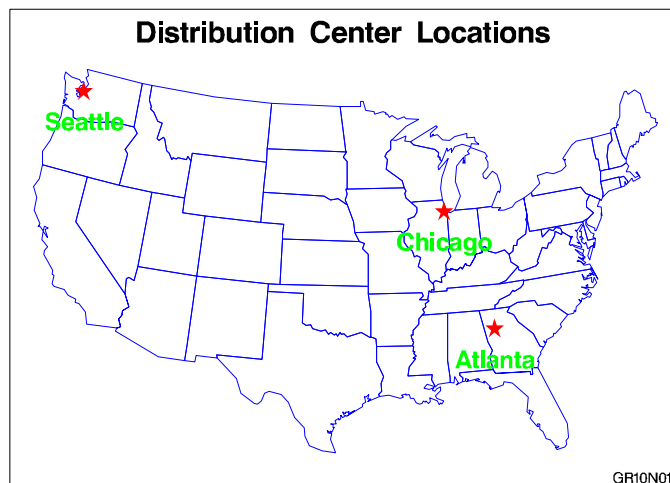 Distribution Center Locations
Seattle
Chicago
Atlanta
GR10N01